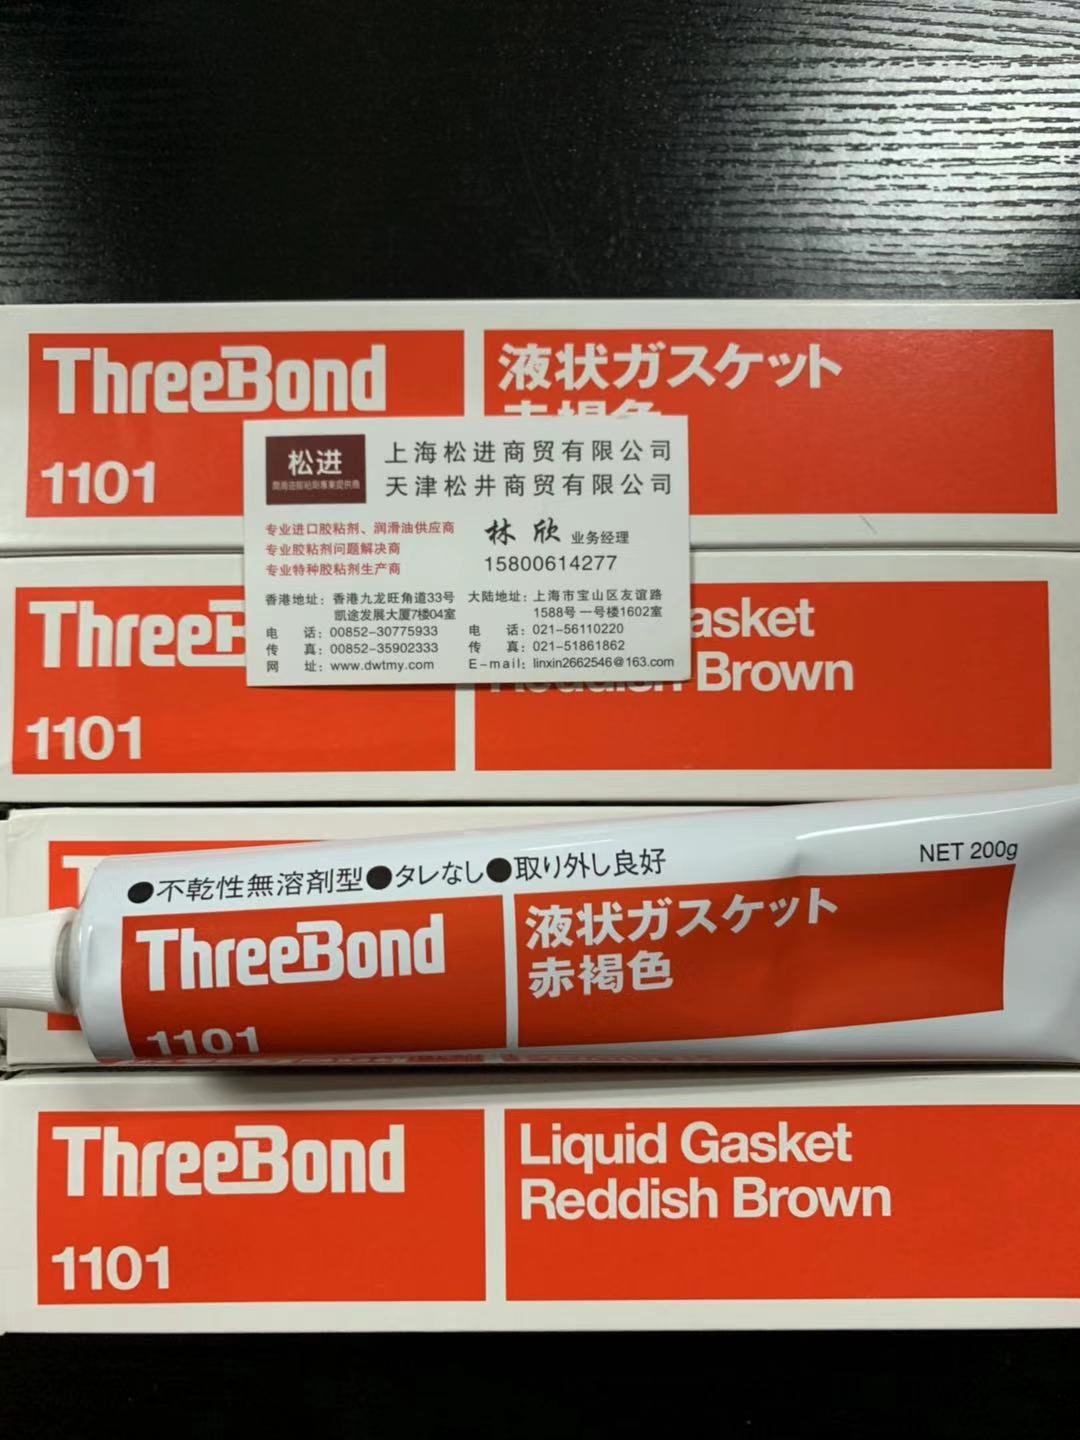 ThreeBond
1101
液状ガスケット
赤褐色
松进
上海松进商贸有限公司
天津松井商贸有限公司
专业进口胶粘剂、润滑油供应商
专业胶粘剂问题解决商
专业特种胶粘剂生产商
林欣 业务经理
15800614277
香港地址：香港九龙旺角道33号
凯途发展大厦7楼04室
电 话：00852-30775933
传 真：00852-35902333
网 址：www.dwtmy.com
大陆地址：上海市宝山区友谊路
1588号一号楼1602室
电 话：021-56110220
传 真：021-51861862
E-mail：linxin2662546@163.com
1101
asket
Reddish Brown
●不乾性無溶剤型●タレなし●取り外し良好
NET 200g
ThreeBond
1101
液状ガスケット
赤褐色
ThreeBond
1101
Liquid Gasket
Reddish Brown